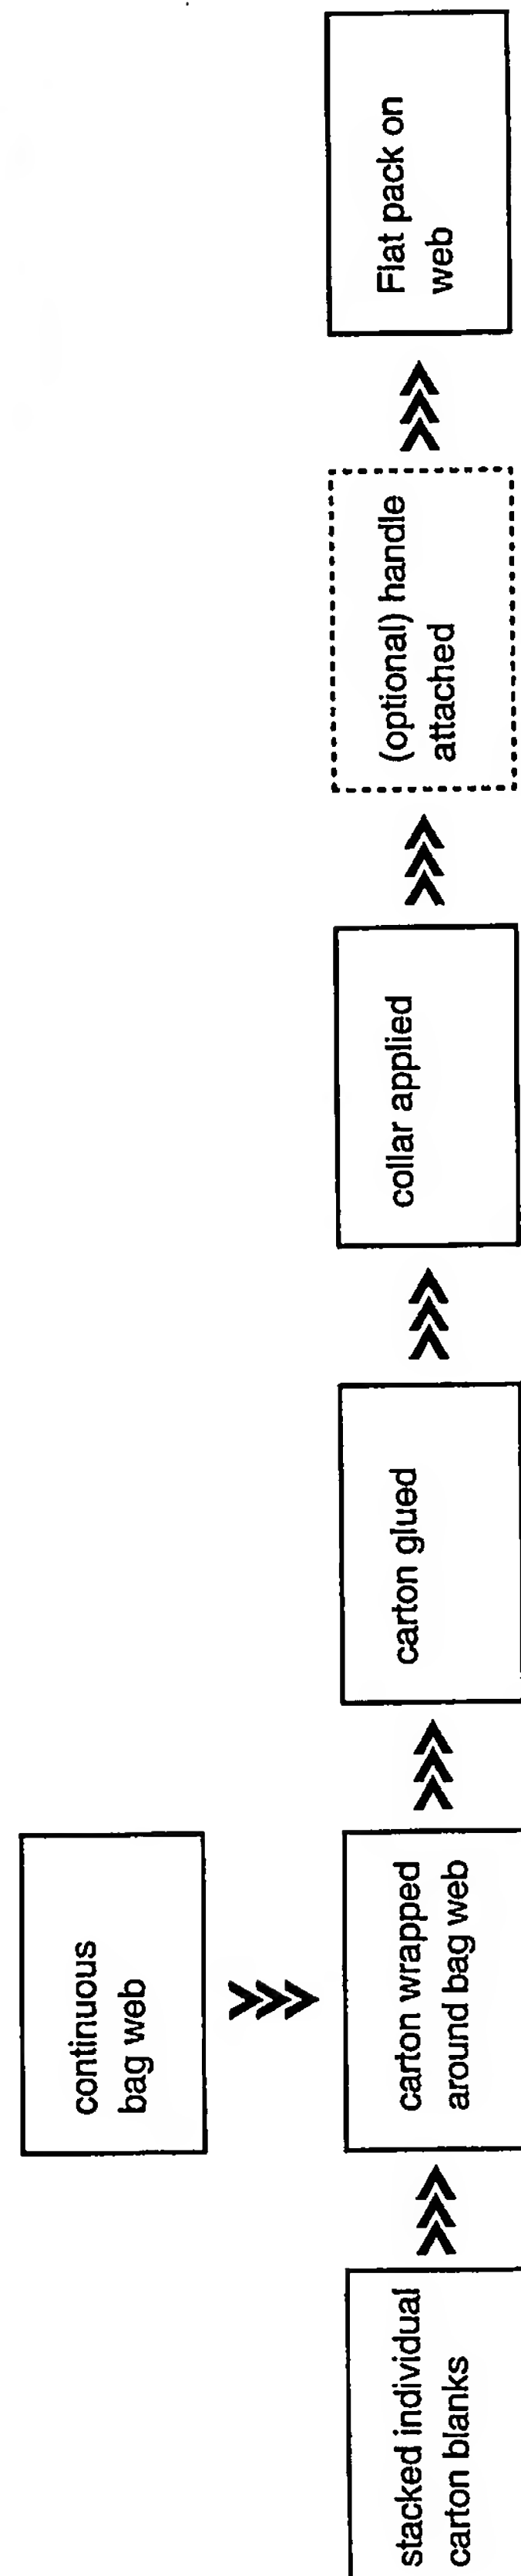 continuous
bag web
stacked individual
carton blanks
carton wrapped
around bag web
carton glued
collar applied
(optional) handle
attached
Flat pack on
web